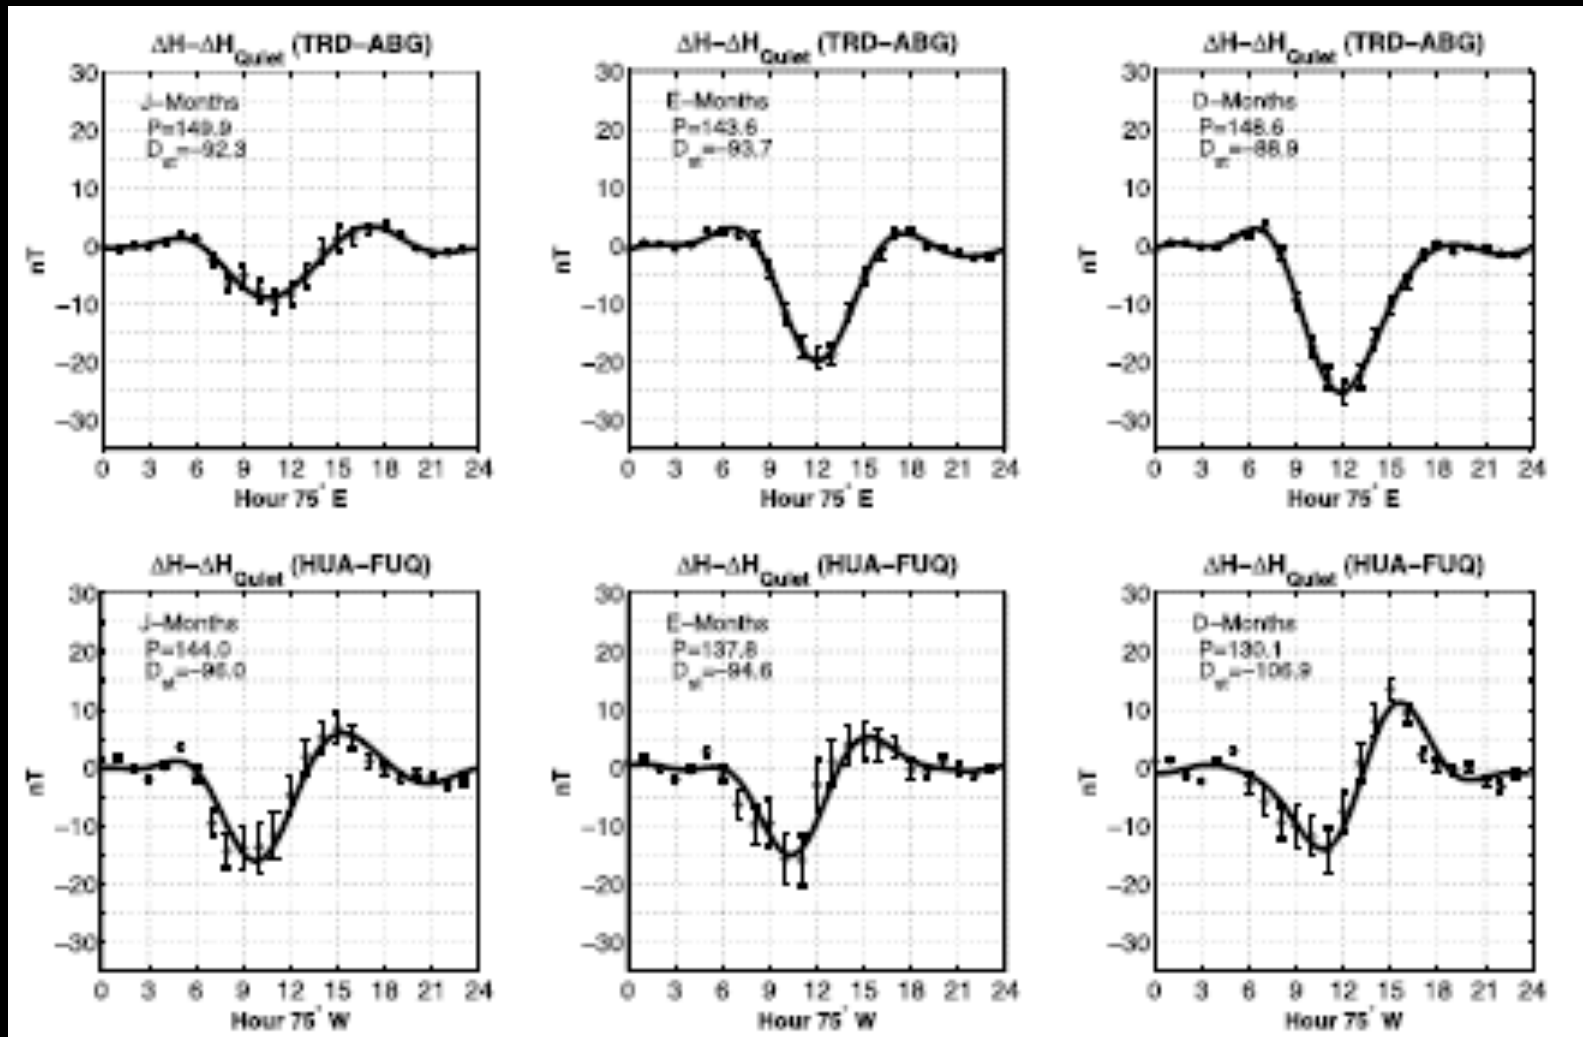 ΔH−ΔH_Quiet (TRD−ABG)
30
20
10
0
−10
−20
−30
nT
J−Months
P=149.9
D_st=−92.3
0 3 6 9 12 15 18 21 24
Hour 75° E
ΔH−ΔH_Quiet (TRD−ABG)
30
20
10
0
−10
−20
−30
nT
E−Months
P=143.6
D_st=−93.7
0 3 6 9 12 15 18 21 24
Hour 75° E
ΔH−ΔH_Quiet (TRD−ABG)
30
20
10
0
−10
−20
−30
nT
D−Months
P=148.6
D_st=−88.9
0 3 6 9 12 15 18 21 24
Hour 75° E
ΔH−ΔH_Quiet (HUA−FUQ)
30
20
10
0
−10
−20
−30
nT
J−Months
P=144.0
D_st=−96.0
0 3 6 9 12 15 18 21 24
Hour 75° W
ΔH−ΔH_Quiet (HUA−FUQ)
30
20
10
0
−10
−20
−30
nT
E−Months
P=137.8
D_st=−94.6
0 3 6 9 12 15 18 21 24
Hour 75° W
ΔH−ΔH_Quiet (HUA−FUQ)
30
20
10
0
−10
−20
−30
nT
D−Months
P=130.1
D_st=−106.9
0 3 6 9 12 15 18 21 24
Hour 75° W